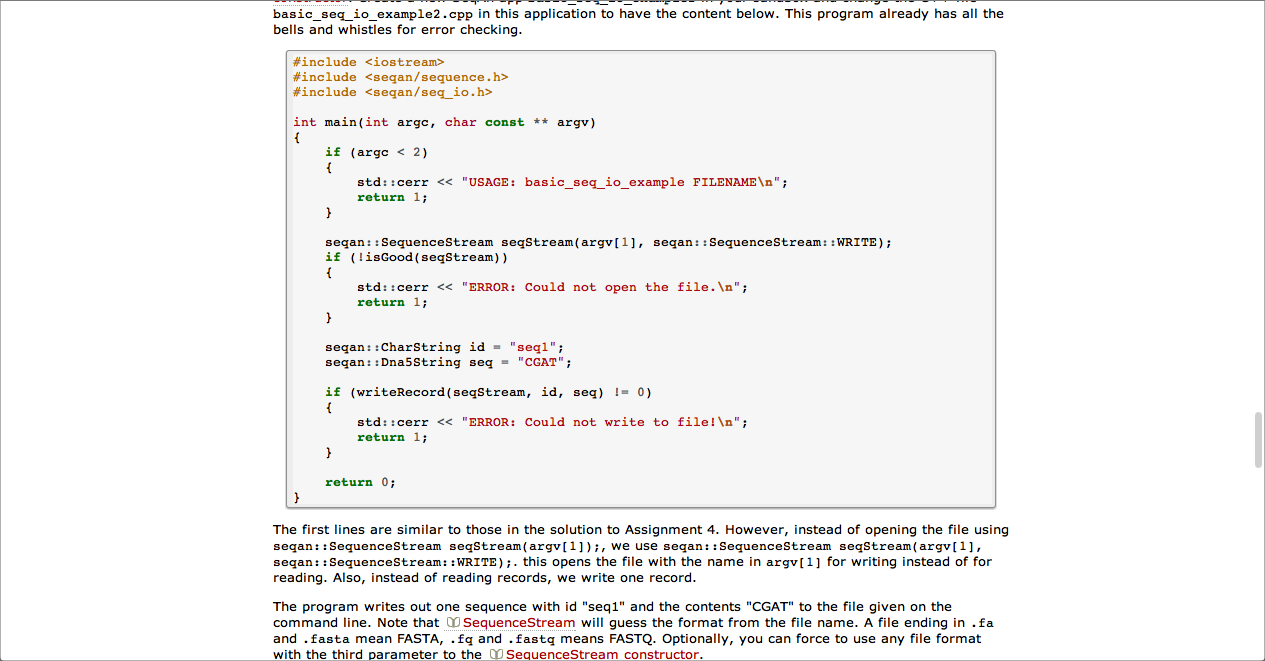 basic_seq_io_example2.cpp in this application to have the content below. This program already has all the
bells and whistles for error checking.
#include <iostream>
#include <seqan/sequence.h>
#include <seqan/seq_io.h>
int main(int argc, char const ** argv)
{
if (argc < 2)
{
std::cerr << "USAGE: basic_seq_io_example FILENAME\n";
return 1;
}
seqan::SequenceStream seqStream(argv[1], seqan::SequenceStream::WRITE);
if (!isGood(seqStream))
{
std::cerr << "ERROR: Could not open the file.\n";
return 1;
}
seqan::CharString id = "seq1";
seqan::Dna5String seq = "CGAT";
if (writeRecord(seqStream, id, seq) != 0)
{
std::cerr << "ERROR: Could not write to file!\n";
return 1;
}
return 0;
}
The first lines are similar to those in the solution to Assignment 4. However, instead of opening the file using
seqan::SequenceStream seqStream(argv[1]);, we use seqan::SequenceStream seqStream(argv[1],
seqan::SequenceStream::WRITE);. this opens the file with the name in argv[1] for writing instead of for
reading. Also, instead of reading records, we write one record.
The program writes out one sequence with id "seq1" and the contents "CGAT" to the file given on the
command line. Note that SequenceStream will guess the format from the file name. A file ending in .fa
and .fasta mean FASTA, .fq and .fastq means FASTQ. Optionally, you can force to use any file format
with the third parameter to the SequenceStream constructor.